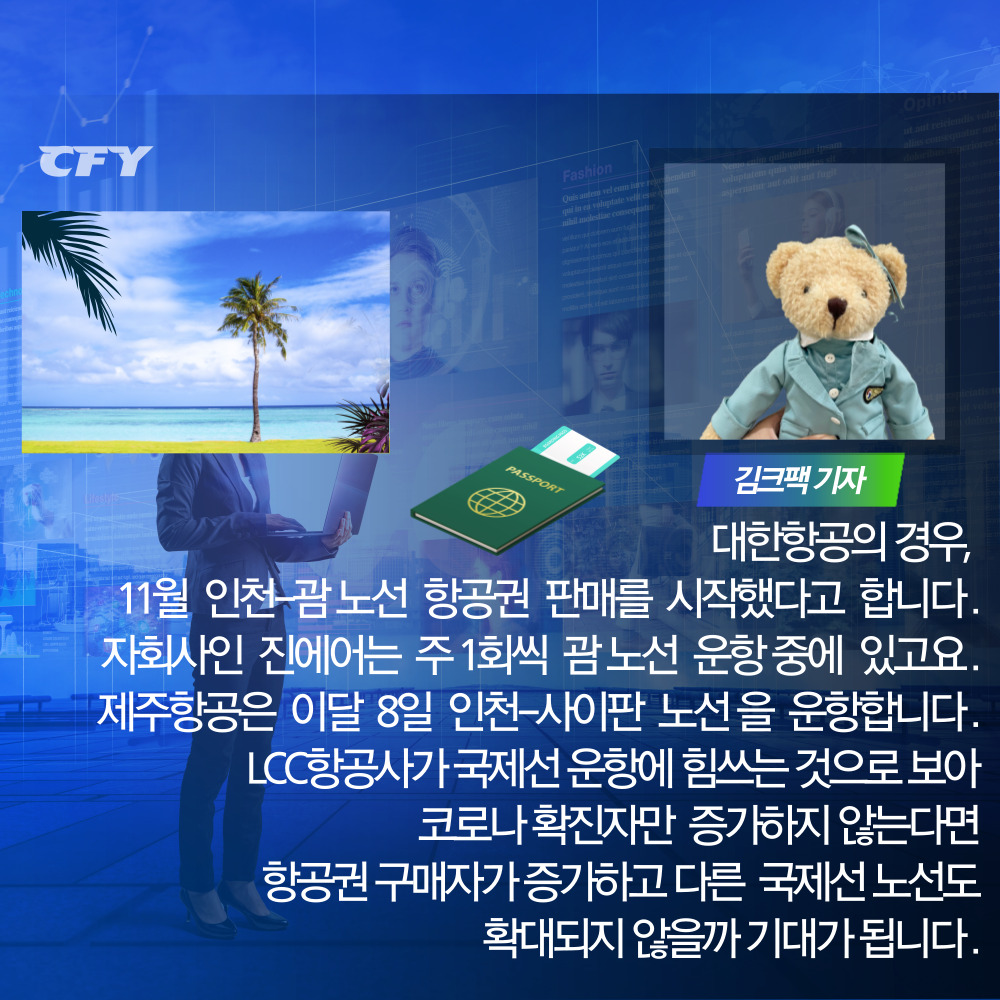 CFY
Opinion
Fashion
PASSPORT
김크팩 기자
대한항공의 경우,
11월 인천-괌 노선 항공권 판매를 시작했다고 합니다.
자회사인 진에어는 주 1회씩 괌 노선 운항 중에 있고요.
제주항공은 이달 8일 인천-사이판 노선 을 운항합니다.
LCC항공사가 국제선 운항에 힘쓰는 것으로 보아
코로나 확진자만 증가하지 않는다면
항공권 구매자가 증가하고 다른 국제선 노선도
확대되지 않을까 기대가 됩니다.